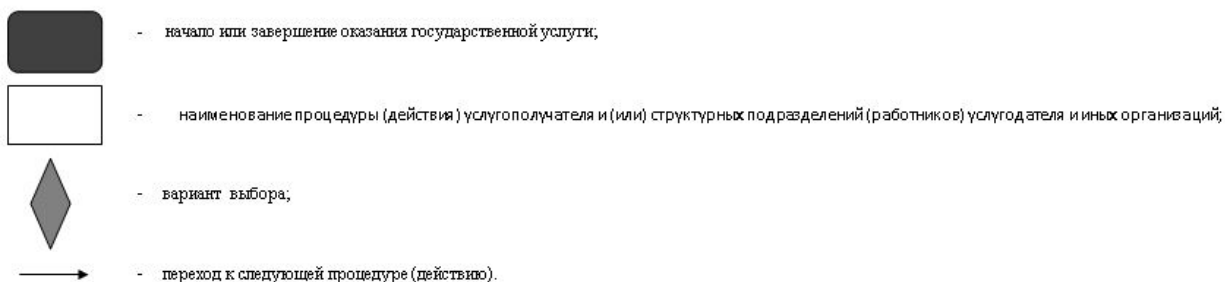 - начало или завершение оказания государственной услуги;
- наименование процедуры (действия) услугополучателя и (или) структурных подразделений (работников) услугодателя и иных организаций;
- вариант выбора;
- переход к следующей процедуре (действию).